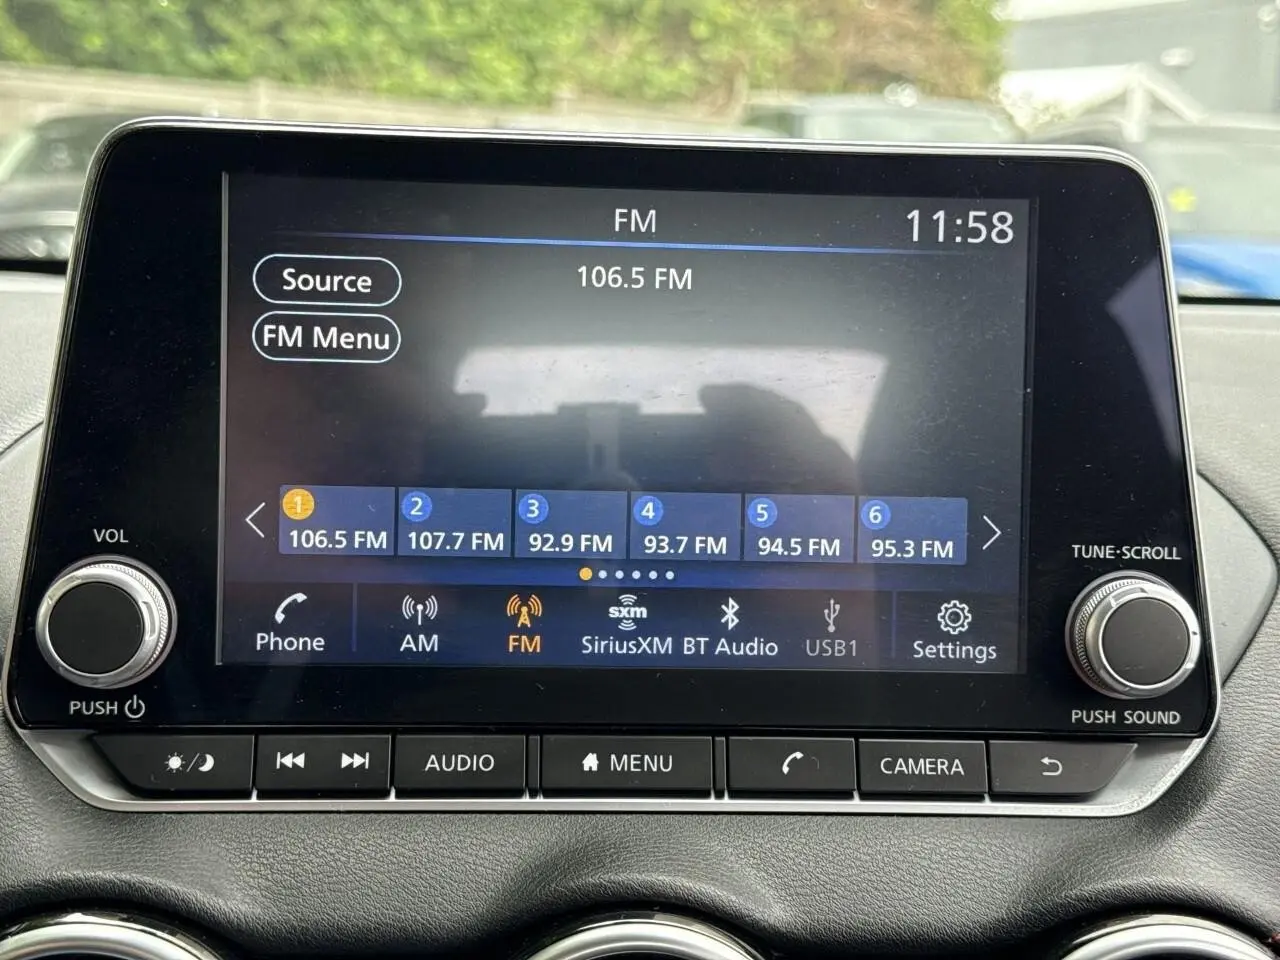 FM
11:58
Source
106.5 FM
FM Menu
1
2
3
4
5
6
106.5 FM
107.7 FM
92.9 FM
93.7 FM
94.5 FM
95.3 FM
VOL
TUNE·SCROLL
sxm
Phone
AM
FM
SiriusXM
BT Audio
USB1
Settings
PUSH
PUSH SOUND
AUDIO
MENU
CAMERA